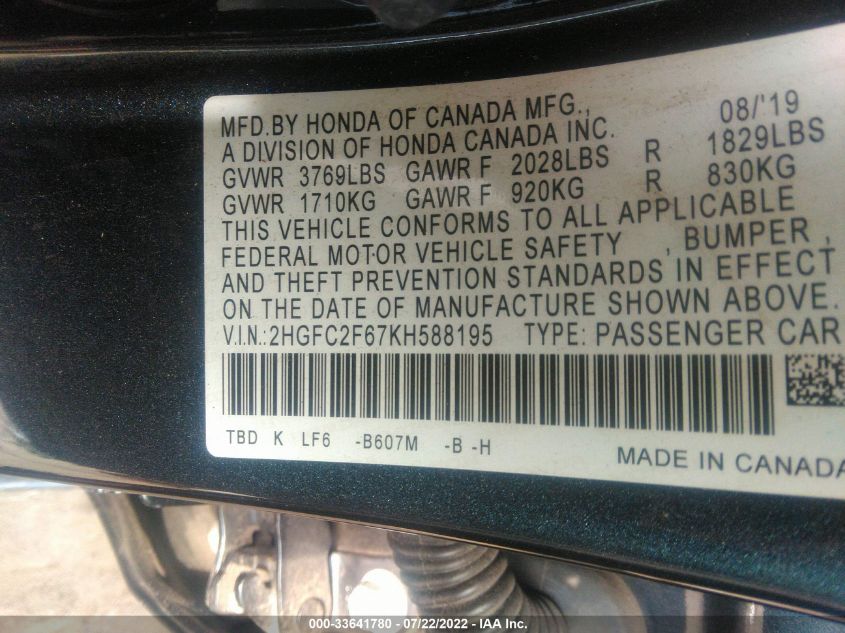 MFD.BY HONDA OF CANADA MFG., 08/'19
A DIVISION OF HONDA CANADA INC.
GVWR 3769LBS GAWR F 2028LBS R 1829LBS
GVWR 1710KG GAWR F 920KG R 830KG
THIS VEHICLE CONFORMS TO ALL APPLICABLE
FEDERAL MOTOR VEHICLE SAFETY , BUMPER ,
AND THEFT PREVENTION STANDARDS IN EFFECT
ON THE DATE OF MANUFACTURE SHOWN ABOVE.
V.I.N.:2HGFC2F67KH588195 TYPE: PASSENGER CAR
TBD K LF6 -B607M -B -H
MADE IN CANADA
000-33641780 - 07/22/2022 - IAA Inc.